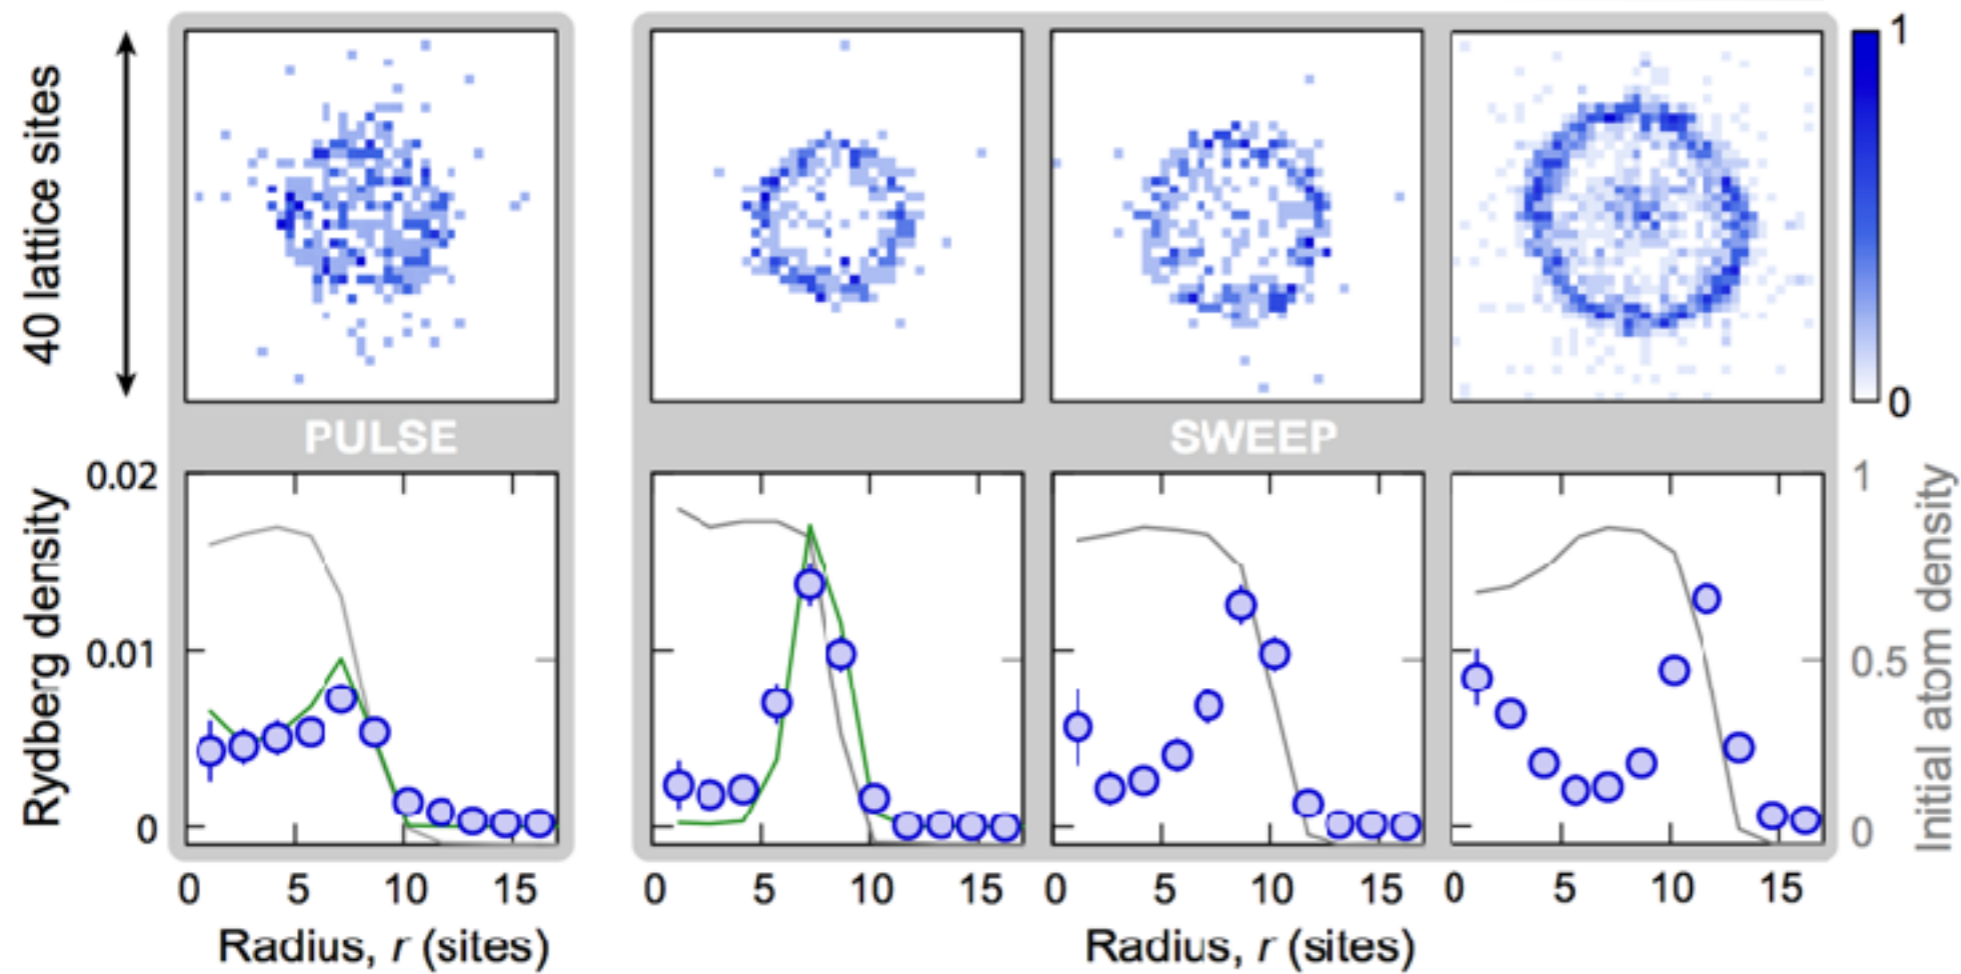 1
40 lattice sites
0
PULSE
SWEEP
0.02
0.01
0
Rydberg density
1
0.5
0
Initial atom density
0 5 10 15
0 5 10 15
0 5 10 15
0 5 10 15
Radius, r (sites)
Radius, r (sites)